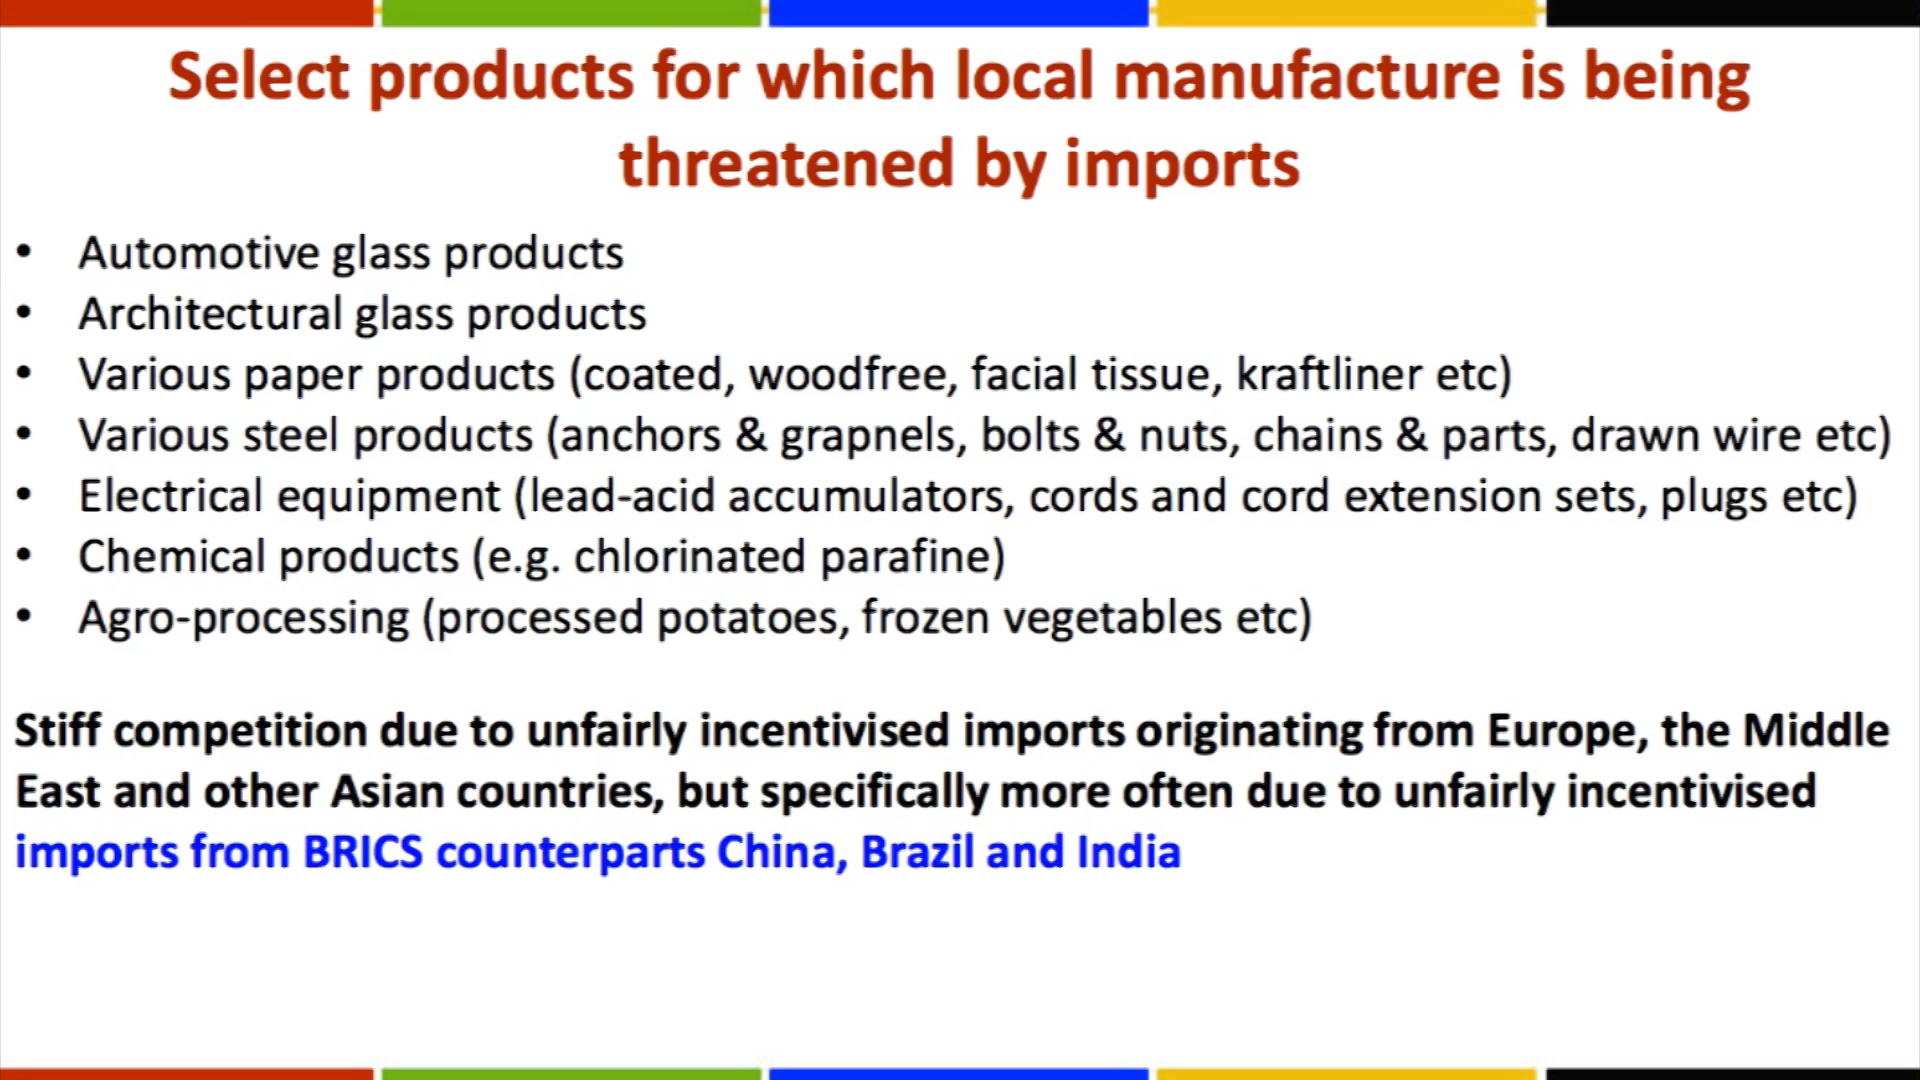 Select products for which local manufacture is being
threatened by imports
• Automotive glass products
• Architectural glass products
• Various paper products (coated, woodfree, facial tissue, kraftliner etc)
• Various steel products (anchors & grapnels, bolts & nuts, chains & parts, drawn wire etc)
• Electrical equipment (lead-acid accumulators, cords and cord extension sets, plugs etc)
• Chemical products (e.g. chlorinated parafine)
• Agro-processing (processed potatoes, frozen vegetables etc)
Stiff competition due to unfairly incentivised imports originating from Europe, the Middle
East and other Asian countries, but specifically more often due to unfairly incentivised
imports from BRICS counterparts China, Brazil and India